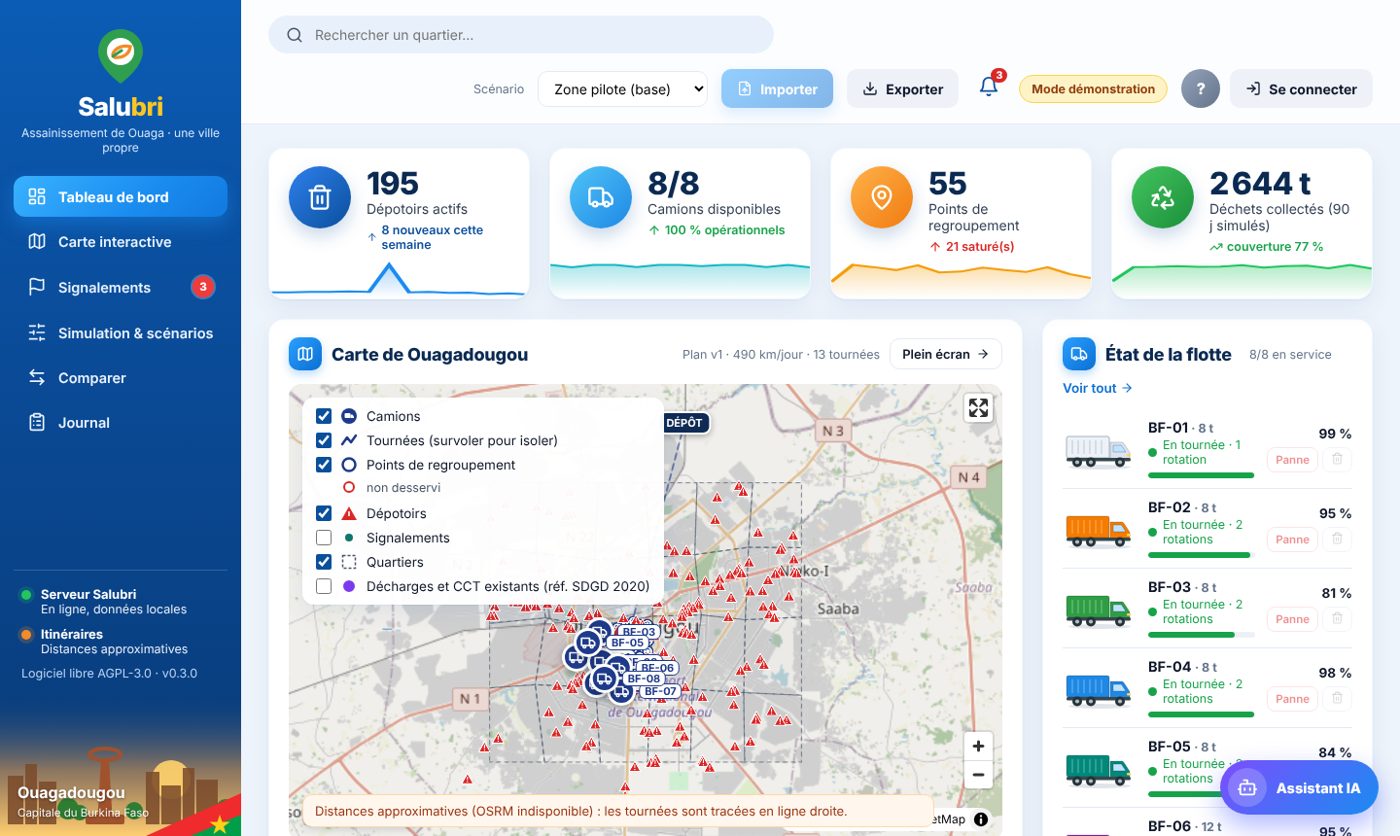 Salubri
Assainissement de Ouaga · une ville
propre
Tableau de bord
Carte interactive
Signalements
3
Simulation & scénarios
Comparer
Journal
Serveur Salubri
En ligne, données locales
Itinéraires
Distances approximatives
Logiciel libre AGPL-3.0 · v0.3.0
Ouagadougou
Capitale du Burkina Faso
Rechercher un quartier...
Scénario
Zone pilote (base)
Importer
Exporter
3
Mode démonstration
?
Se connecter
195
Dépotoirs actifs
↑ 8 nouveaux cette
semaine
8/8
Camions disponibles
↑ 100 % opérationnels
55
Points de
regroupement
↑ 21 saturé(s)
2 644 t
Déchets collectés (90
j simulés)
couverture 77 %
Carte de Ouagadougou
Plan v1 · 490 km/jour · 13 tournées
Plein écran →
Camions
Tournées (survoler pour isoler)
Points de regroupement
non desservi
Dépotoirs
Signalements
Quartiers
Décharges et CCT existants (réf. SDGD 2020)
DÉPÔT
N 3
N 4
N 22
Saaba
Saaba
BF-03
BF-05
BF-06
BF-08
BF-07
N 1
de Ouagadougou
+
−
Distances approximatives (OSRM indisponible) : les tournées sont tracées en ligne droite.
etMap
État de la flotte
8/8 en service
Voir tout →
BF-01 · 8 t
En tournée · 1
rotation
99 %
Panne
BF-02 · 8 t
En tournée · 2
rotations
95 %
Panne
BF-03 · 8 t
En tournée · 2
rotations
81 %
Panne
BF-04 · 8 t
En tournée · 2
rotations
98 %
Panne
BF-05 · 8 t
En tournée · 2
rotations
84 %
BF-06 · 12 t
95 %
Assistant IA